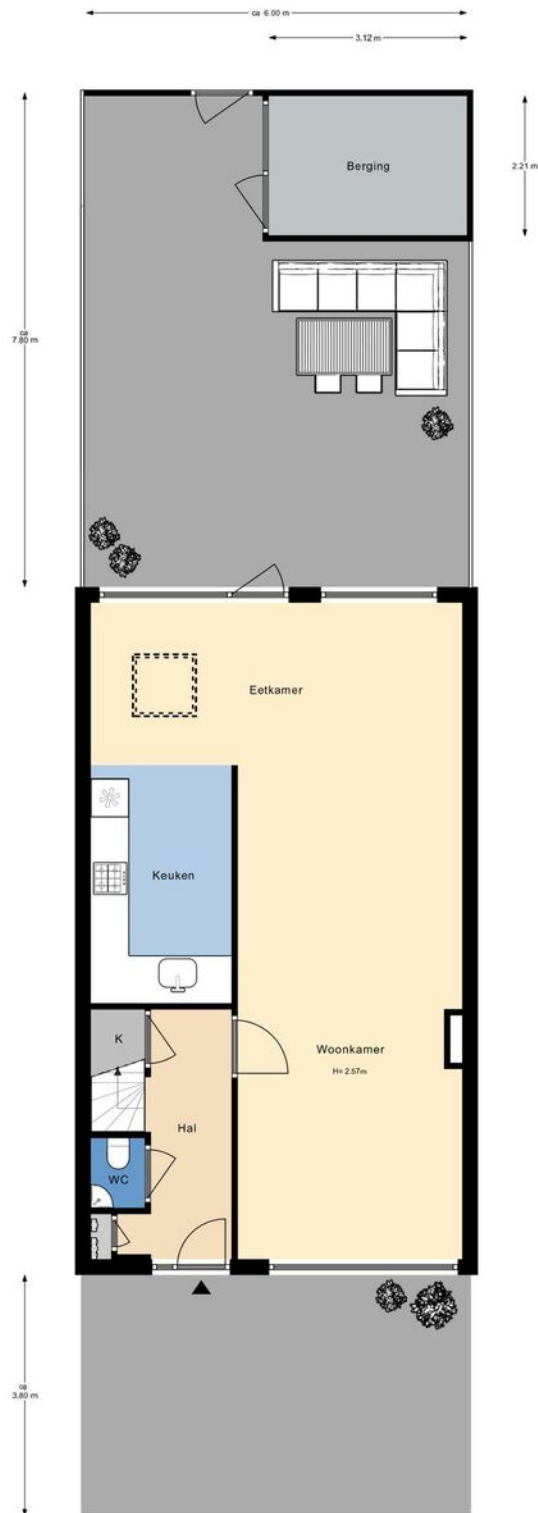 ca 6.00 m
3.12 m
Berging
2.21 m
ca
7.80 m
Eetkamer
Keuken
K
Woonkamer
H= 2.57m
Hal
WC
ca
3.80 m